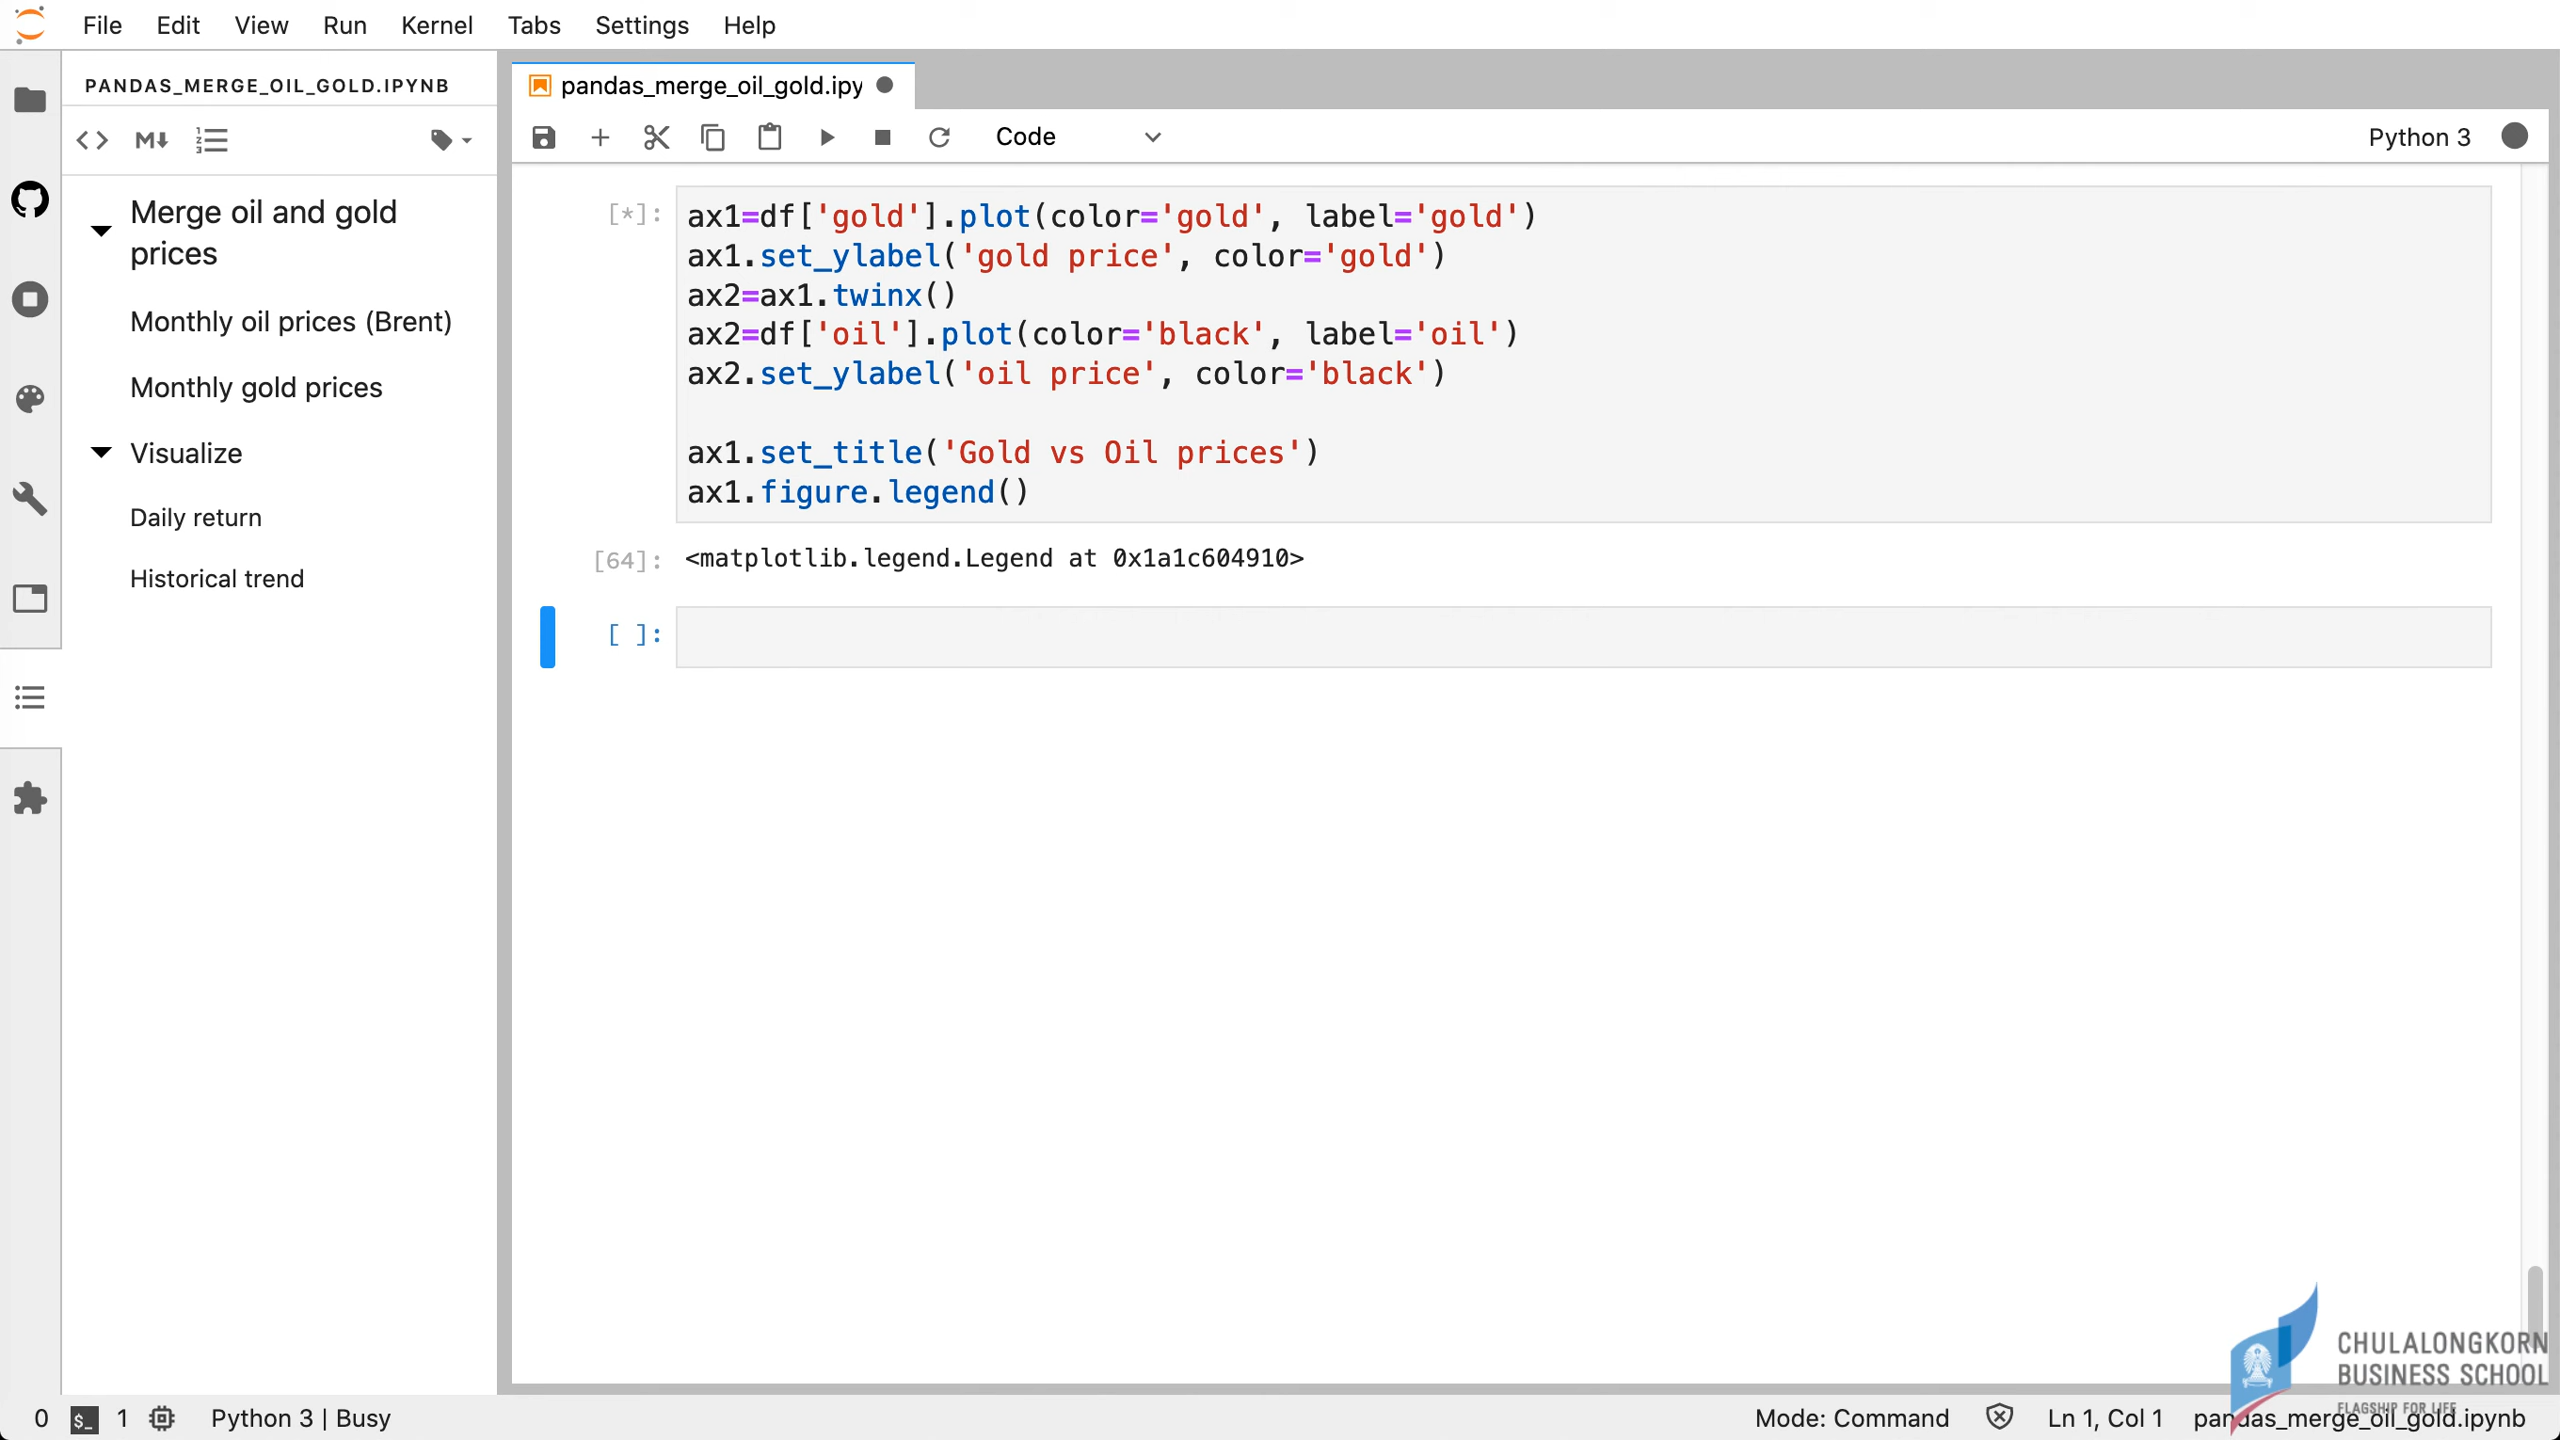 File Edit View Run Kernel Tabs Settings Help
PANDAS_MERGE_OIL_GOLD.IPYNB
pandas_merge_oil_gold.ipy
Code
Python 3
Merge oil and gold
prices
Monthly oil prices (Brent)
Monthly gold prices
Visualize
Daily return
Historical trend
[*]:
ax1=df['gold'].plot(color='gold', label='gold')
ax1.set_ylabel('gold price', color='gold')
ax2=ax1.twinx()
ax2=df['oil'].plot(color='black', label='oil')
ax2.set_ylabel('oil price', color='black')
ax1.set_title('Gold vs Oil prices')
ax1.figure.legend()
[64]: <matplotlib.legend.Legend at 0x1a1c604910>
[ ]:
CHULALONGKORN
BUSINESS SCHOOL
FLAGSHIP FOR LIFE
0 $_ 1 Python 3 | Busy
Mode: Command Ln 1, Col 1 pandas_merge_oil_gold.ipynb